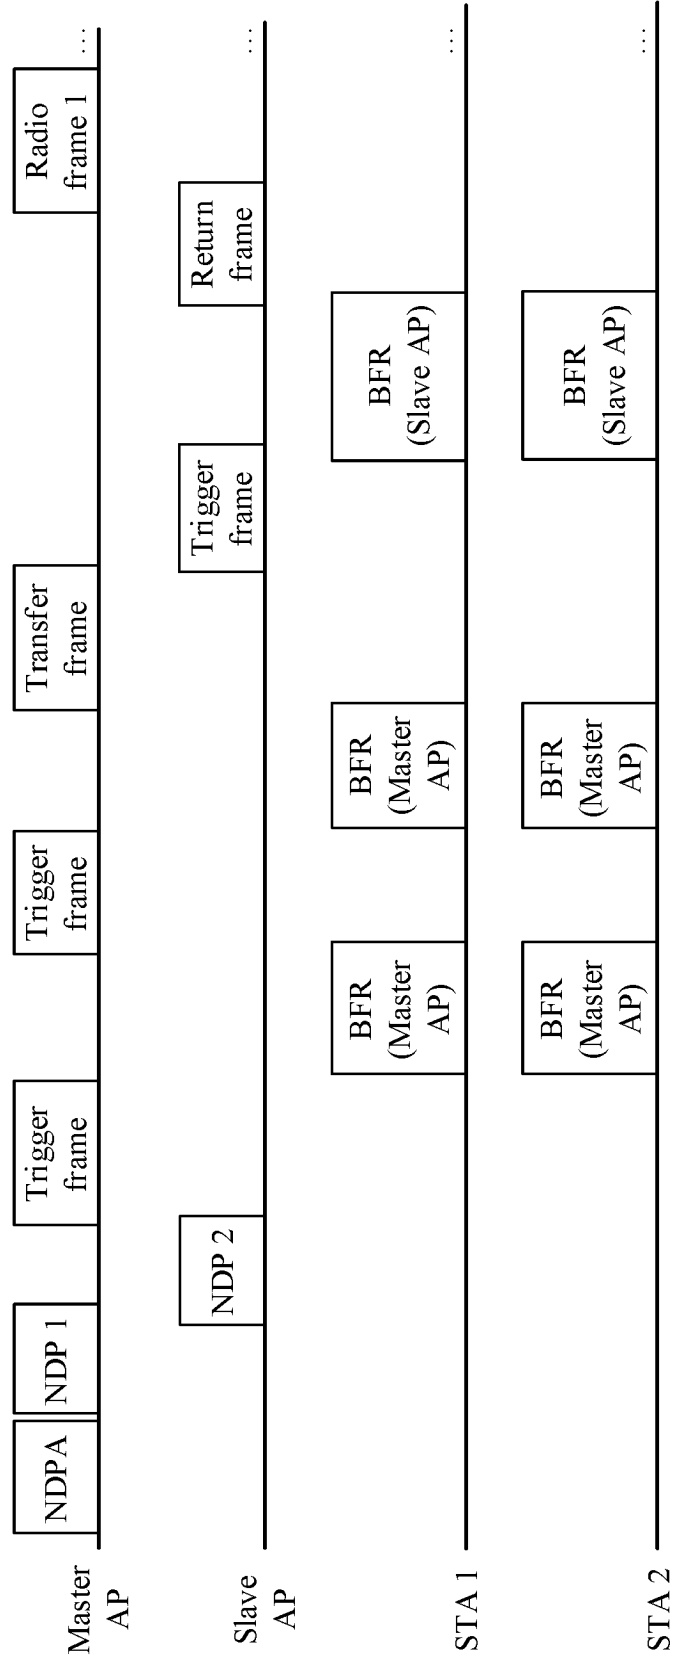 Master
AP
NDPA
NDP 1
Trigger
frame
Trigger
frame
Transfer
frame
Radio
frame 1
…
Slave
AP
NDP 2
Trigger
frame
Return
frame
…
STA 1
BFR
(Master
AP)
BFR
(Master
AP)
BFR
(Slave AP)
…
STA 2
BFR
(Master
AP)
BFR
(Master
AP)
BFR
(Slave AP)
…